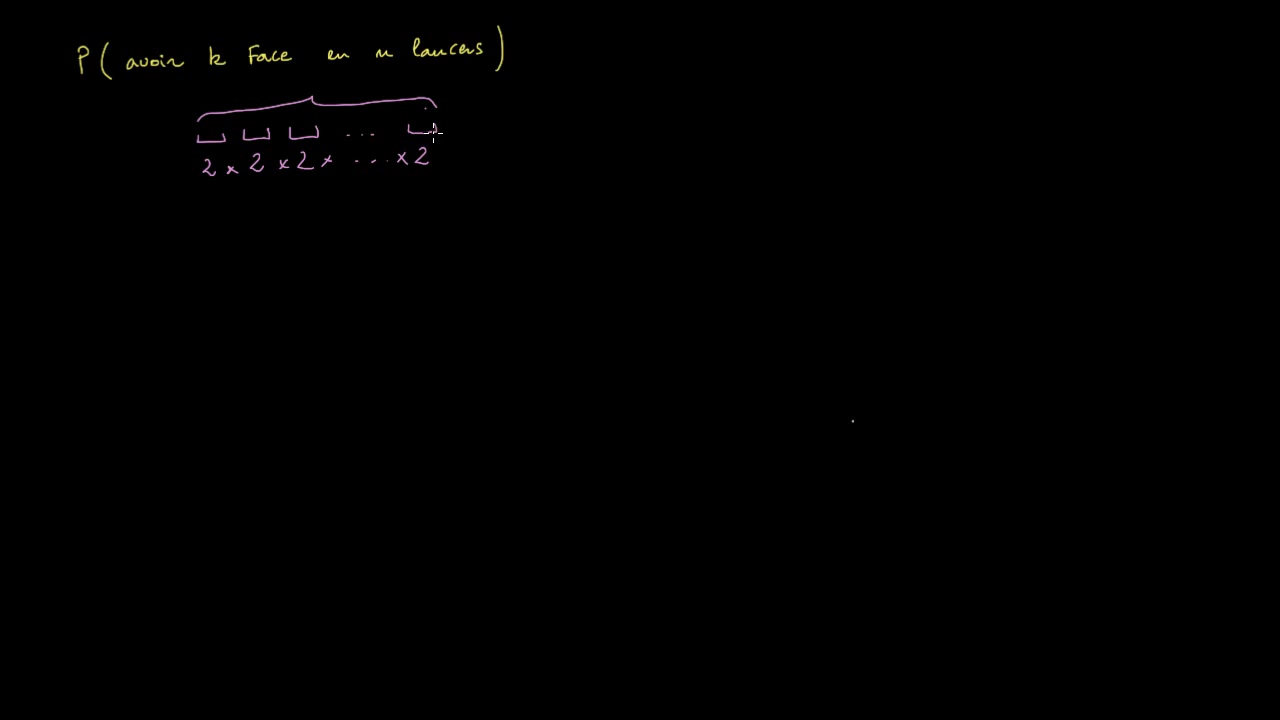 P( avoir k Face en n lancers )
...
2 × 2 × 2 × ... × 2